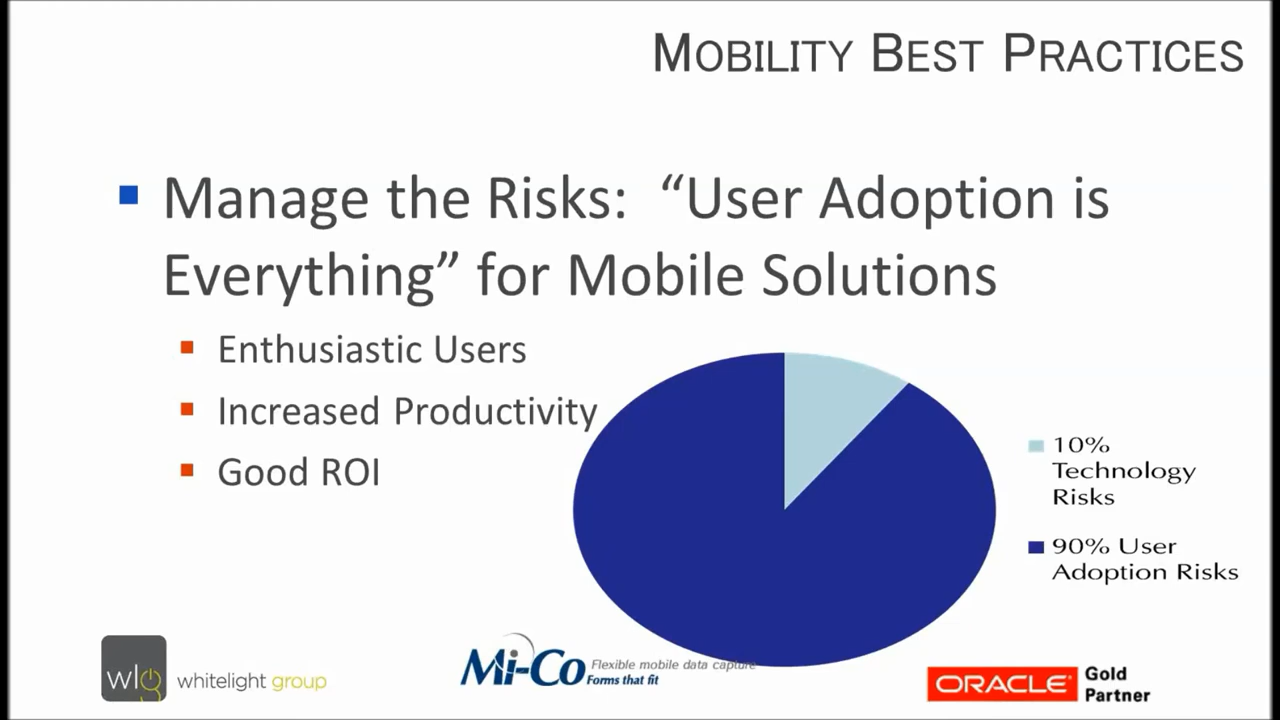 MOBILITY BEST PRACTICES
Manage the Risks: “User Adoption is
Everything” for Mobile Solutions
Enthusiastic Users
Increased Productivity
Good ROI
10%
Technology
Risks
90% User
Adoption Risks
wlg whitelight group
Mi-Co Flexible mobile data capture
Forms that fit
ORACLE Gold
Partner